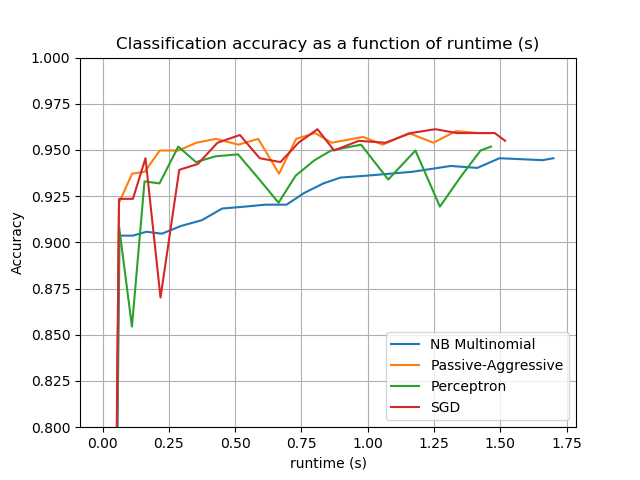 Classification accuracy as a function of runtime (s)
1.000
0.975
0.950
0.925
0.900
0.875
0.850
0.825
0.800
Accuracy
NB Multinomial
Passive-Aggressive
Perceptron
SGD
0.00 0.25 0.50 0.75 1.00 1.25 1.50 1.75
runtime (s)